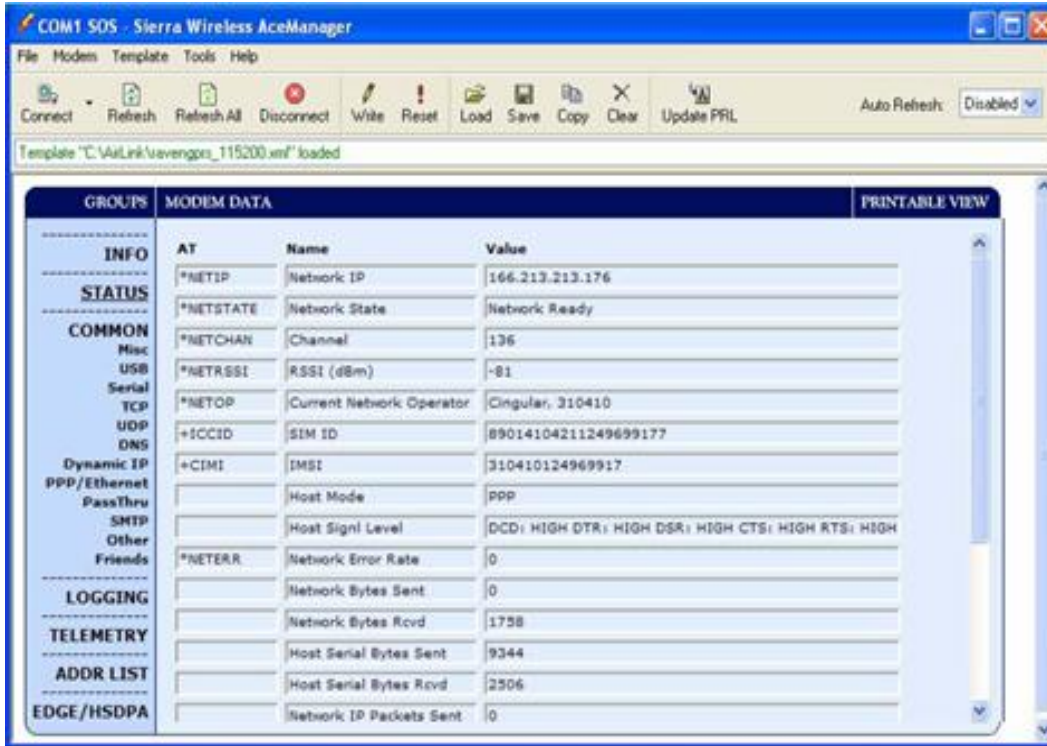 COM1 SOS - Sierra Wireless AceManager
File Modem Template Tools Help
Connect Refresh Refresh All Disconnect Write Reset Load Save Copy Clear Update PRL Auto Refresh: Disabled
Template "C:\AirLink\ravengprs_115200.xml" loaded
GROUPS MODEM DATA PRINTABLE VIEW
INFO
STATUS
COMMON
Misc
USB
Serial
TCP
UDP
DNS
Dynamic IP
PPP/Ethernet
PassThru
SMTP
Other
Friends
LOGGING
TELEMETRY
ADDR LIST
EDGE/HSDPA
AT Name Value
*NETIP Network IP 166.213.213.176
*NETSTATE Network State Network Ready
*NETCHAN Channel 136
*NETRSSI RSSI (dBm) -81
*NETOP Current Network Operator Cingular, 310410
+ICCID SIM ID 89014104211249699177
+CIMI IMSI 310410124969917
Host Mode PPP
Host Signl Level DCD: HIGH DTR: HIGH DSR: HIGH CTS: HIGH RTS: HIGH
*NETERR Network Error Rate 0
Network Bytes Sent 0
Network Bytes Rcvd 1758
Host Serial Bytes Sent 9344
Host Serial Bytes Rcvd 2506
Network IP Packets Sent 0